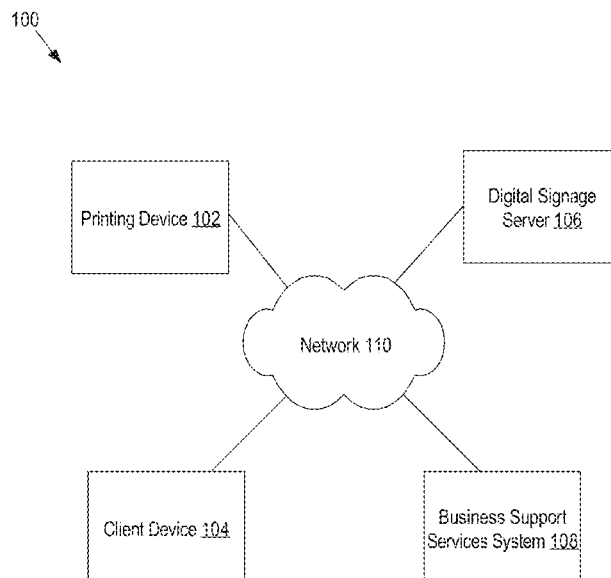 100
Printing Device 102
Digital Signage
Server 106
Network 110
Client Device 104
Business Support
Services System 108